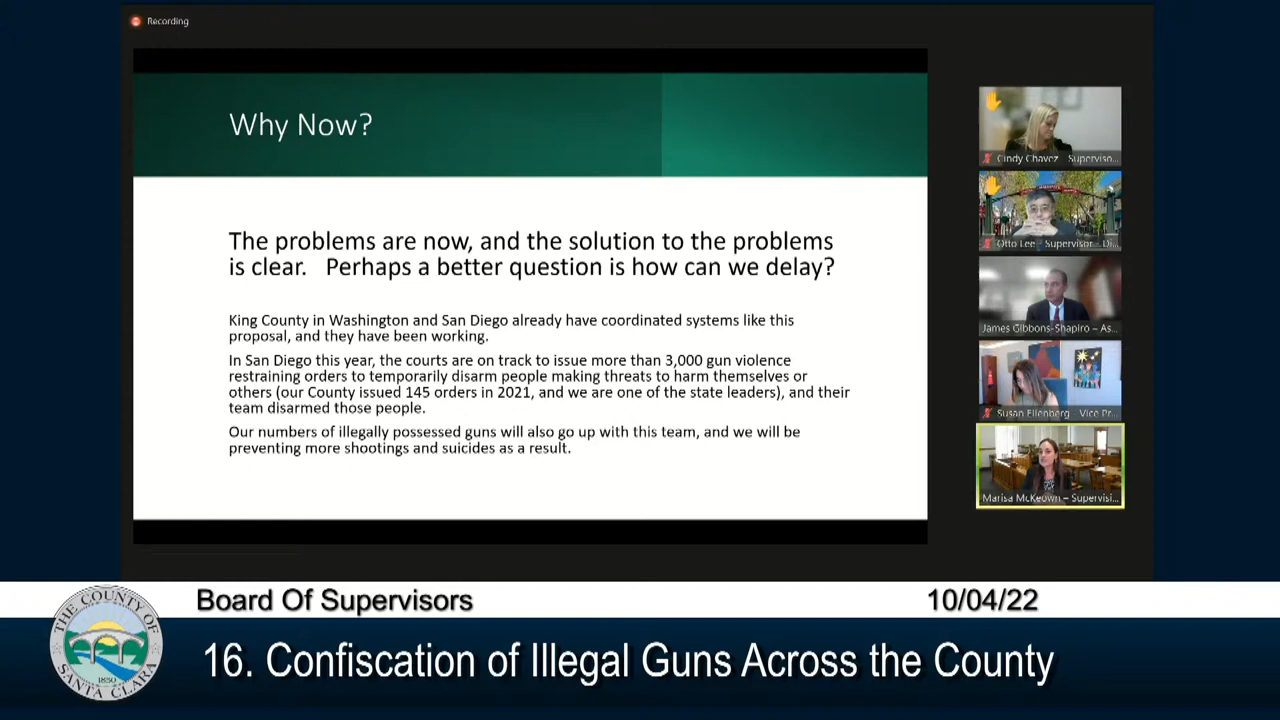 Recording
Why Now?
The problems are now, and the solution to the problems
is clear. Perhaps a better question is how can we delay?
King County in Washington and San Diego already have coordinated systems like this
proposal, and they have been working.
In San Diego this year, the courts are on track to issue more than 3,000 gun violence
restraining orders to temporarily disarm people making threats to harm themselves or
others (our County issued 145 orders in 2021, and we are one of the state leaders), and their
team disarmed those people.
Our numbers of illegally possessed guns will also go up with this team, and we will be
preventing more shootings and suicides as a result.
Cindy Chavez - Superviso...
Otto Lee – Supervisor – Di...
James Gibbons-Shapiro – As...
Susan Ellenberg – Vice Pr...
Marisa McKeown – Supervisi...
Board Of Supervisors
10/04/22
16. Confiscation of Illegal Guns Across the County
THE COUNTY OF
SANTA CLARA
1850